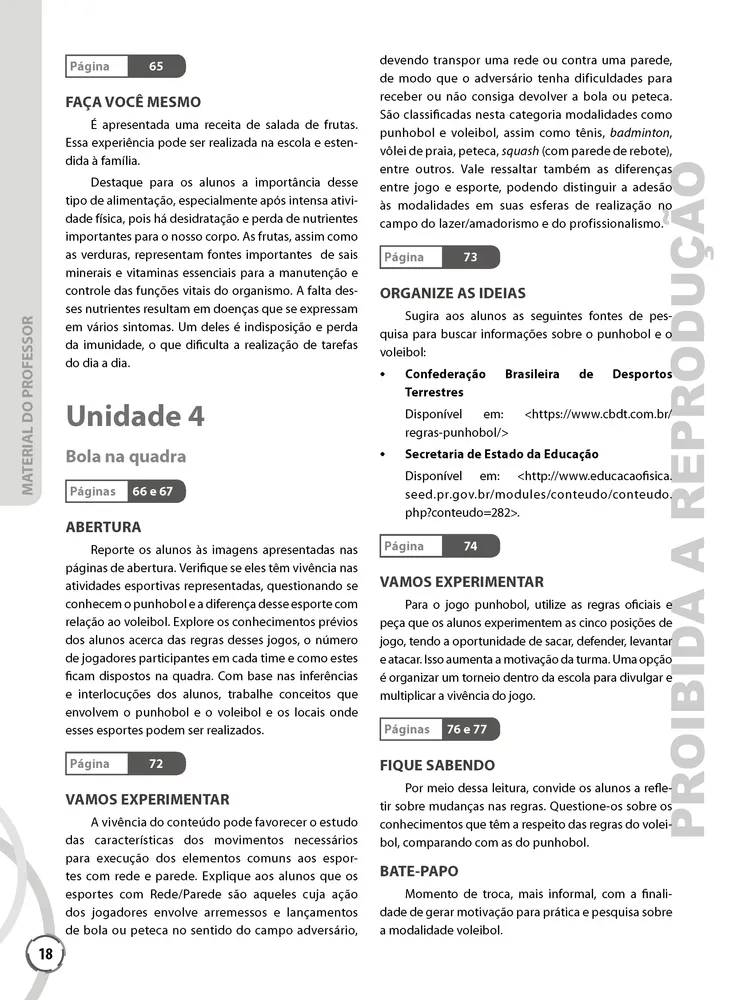 MATERIAL DO PROFESSOR
Página 65
FAÇA VOCÊ MESMO
É apresentada uma receita de salada de frutas.
Essa experiência pode ser realizada na escola e esten-
dida à família.
Destaque para os alunos a importância desse
tipo de alimentação, especialmente após intensa ativi-
dade física, pois há desidratação e perda de nutrientes
importantes para o nosso corpo. As frutas, assim como
as verduras, representam fontes importantes de sais
minerais e vitaminas essenciais para a manutenção e
controle das funções vitais do organismo. A falta des-
ses nutrientes resultam em doenças que se expressam
em vários sintomas. Um deles é indisposição e perda
da imunidade, o que dificulta a realização de tarefas
do dia a dia.
Unidade 4
Bola na quadra
Páginas 66 e 67
ABERTURA
Reporte os alunos às imagens apresentadas nas
páginas de abertura. Verifique se eles têm vivência nas
atividades esportivas representadas, questionando se
conhecem o punhobol e a diferença desse esporte com
relação ao voleibol. Explore os conhecimentos prévios
dos alunos acerca das regras desses jogos, o número
de jogadores participantes em cada time e como estes
ficam dispostos na quadra. Com base nas inferências
e interlocuções dos alunos, trabalhe conceitos que
envolvem o punhobol e o voleibol e os locais onde
esses esportes podem ser realizados.
Página 72
VAMOS EXPERIMENTAR
A vivência do conteúdo pode favorecer o estudo
das características dos movimentos necessários
para execução dos elementos comuns aos espor-
tes com rede e parede. Explique aos alunos que os
esportes com Rede/Parede são aqueles cuja ação
dos jogadores envolve arremessos e lançamentos
de bola ou peteca no sentido do campo adversário,
devendo transpor uma rede ou contra uma parede,
de modo que o adversário tenha dificuldades para
receber ou não consiga devolver a bola ou peteca.
São classificadas nesta categoria modalidades como
punhobol e voleibol, assim como tênis, badminton,
vôlei de praia, peteca, squash (com parede de rebote),
entre outros. Vale ressaltar também as diferenças
entre jogo e esporte, podendo distinguir a adesão
às modalidades em suas esferas de realização no
campo do lazer/amadorismo e do profissionalismo.
Página 73
ORGANIZE AS IDEIAS
Sugira aos alunos as seguintes fontes de pes-
quisa para buscar informações sobre o punhobol e o
voleibol:
• Confederação Brasileira de Desportos
Terrestres
Disponível em: <https://www.cbdt.com.br/
regras-punhobol/>
• Secretaria de Estado da Educação
Disponível em: <http://www.educacaofisica.
seed.pr.gov.br/modules/conteudo/conteudo.
php?conteudo=282>.
Página 74
VAMOS EXPERIMENTAR
Para o jogo punhobol, utilize as regras oficiais e
peça que os alunos experimentem as cinco posições de
jogo, tendo a oportunidade de sacar, defender, levantar
e atacar. Isso aumenta a motivação da turma. Uma opção
é organizar um torneio dentro da escola para divulgar e
multiplicar a vivência do jogo.
Páginas 76 e 77
FIQUE SABENDO
Por meio dessa leitura, convide os alunos a refle-
tir sobre mudanças nas regras. Questione-os sobre os
conhecimentos que têm a respeito das regras do volei-
bol, comparando com as do punhobol.
BATE-PAPO
Momento de troca, mais informal, com a finali-
dade de gerar motivação para prática e pesquisa sobre
a modalidade voleibol.
PROIBIDA A REPRODUÇÃO
18